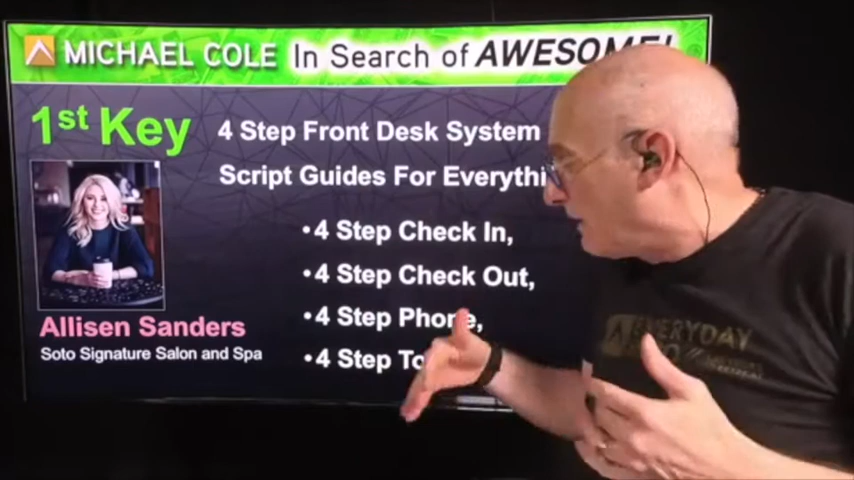 MICHAEL COLE In Search of AWESOME!
1st Key
4 Step Front Desk System
Script Guides For
• 4 Step Check In,
• 4 Step Check Out,
• 4 Step Phone,
• 4 Step
Allisen Sanders
Soto Signature Salon and Spa
EVERYDAY